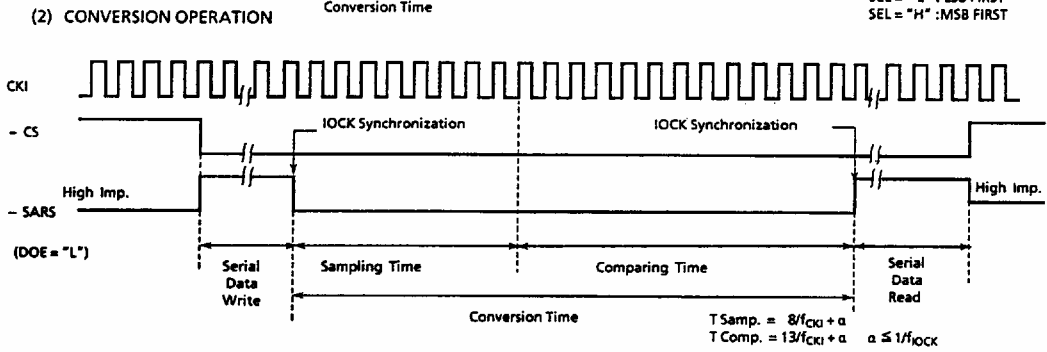 (2) CONVERSION OPERATION
Conversion Time
SEL = "H" :MSB FIRST
CKI
– CS
IOCK Synchronization
IOCK Synchronization
High Imp.
High Imp.
– SARS
(DOE = "L")
Serial
Data
Write
Sampling Time
Comparing Time
Serial
Data
Read
Conversion Time
T Samp. = 8/fCKI + α
T Comp. = 13/fCKI + α α ≦ 1/fIOCK